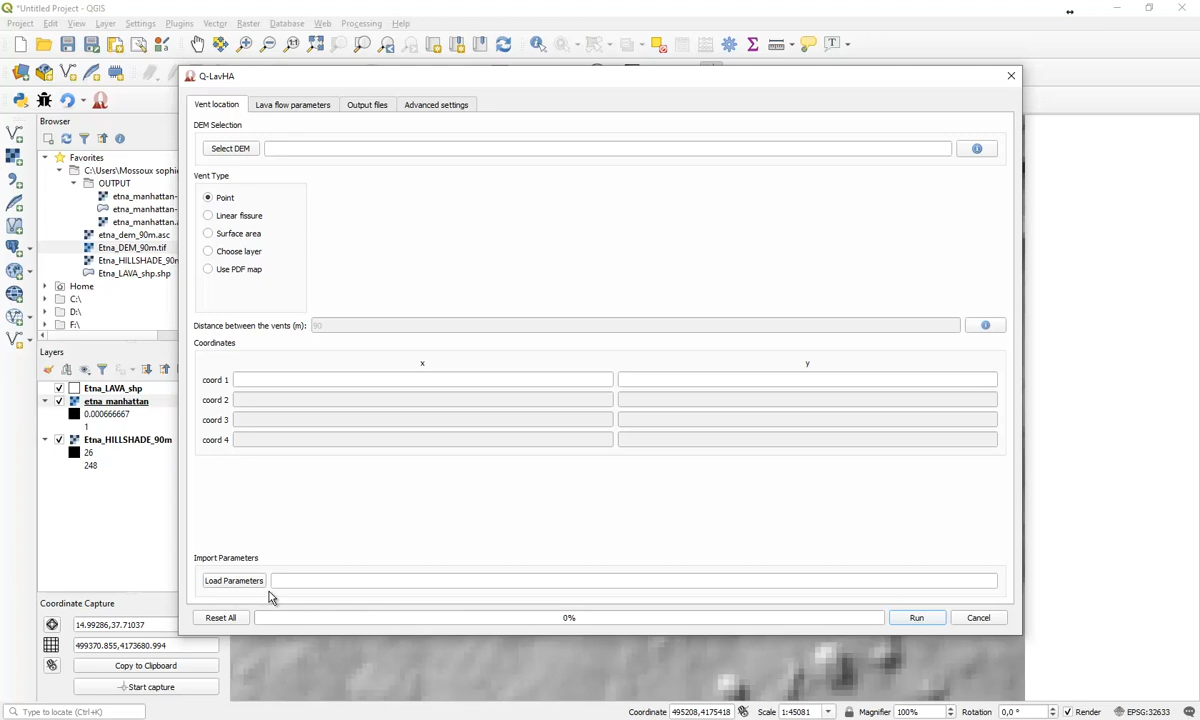 *Untitled Project - QGIS
Project Edit View Layer Settings Plugins Vector Raster Database Web Processing Help
Q-LavHA
Vent location Lava flow parameters Output files Advanced settings
DEM Selection
Select DEM
Vent Type
Point
Linear fissure
Surface area
Choose layer
Use PDF map
Distance between the vents (m): 90
Coordinates
x y
coord 1
coord 2
coord 3
coord 4
Import Parameters
Load Parameters
Reset All 0% Run Cancel
Browser
Favorites
C:\Users\Mossoux sophi
OUTPUT
etna_manhattan-
etna_manhattan-
etna_manhattan.
etna_dem_90m.asc
Etna_DEM_90m.tif
Etna_HILLSHADE_90
Etna_LAVA_shp.shp
Home
C:\
D:\
F:\
Layers
Etna_LAVA_shp
etna_manhattan
0.000666667
1
Etna_HILLSHADE_90m
26
248
Coordinate Capture
14.99286,37.71037
499370.855,4173680.994
Copy to Clipboard
Start capture
Type to locate (Ctrl+K) Coordinate 495208,4175418 Scale 1:45081 Magnifier 100% Rotation 0,0 ° Render EPSG:32633